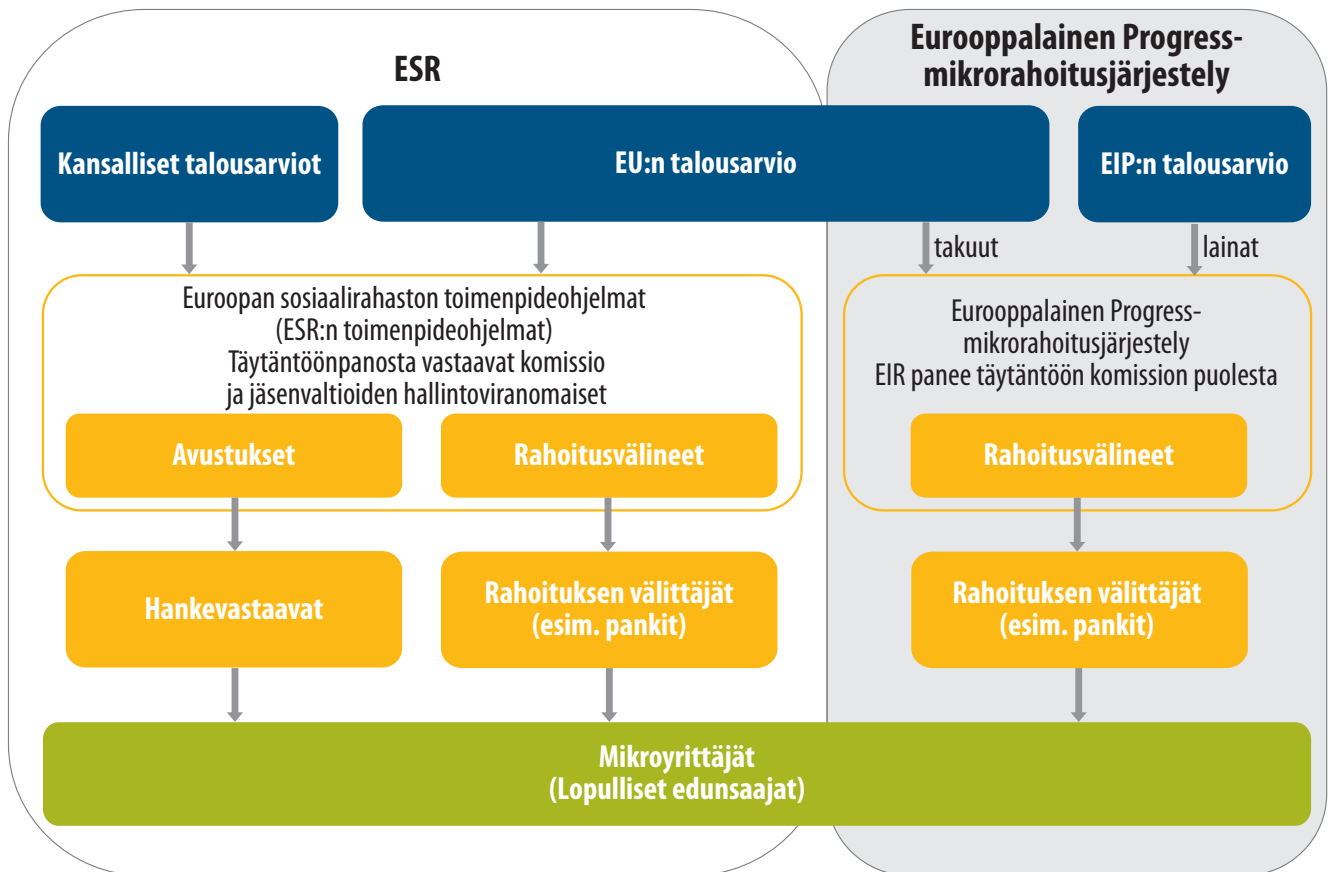 ESR
Eurooppalainen Progress-
mikrorahoitusjärjestely
Kansalliset talousarviot
EU:n talousarvio
EIP:n talousarvio
takuut
lainat
Euroopan sosiaalirahaston toimenpideohjelmat
(ESR:n toimenpideohjelmat)
Täytäntöönpanosta vastaavat komissio
ja jäsenvaltioiden hallintoviranomaiset
Eurooppalainen Progress-
mikrorahoitusjärjestely
EIR panee täytäntöön komission puolesta
Avustukset
Rahoitusvälineet
Rahoitusvälineet
Hankevastaavat
Rahoituksen välittäjät
(esim. pankit)
Rahoituksen välittäjät
(esim. pankit)
Mikroyrittäjät
(Lopulliset edunsaajat)